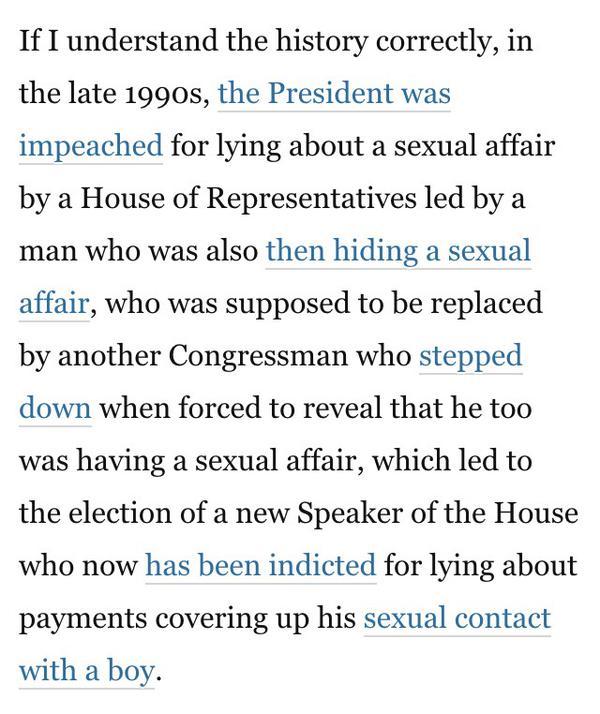 If I understand the history correctly, in
the late 1990s, the President was
impeached for lying about a sexual affair
by a House of Representatives led by a
man who was also then hiding a sexual
affair, who was supposed to be replaced
by another Congressman who stepped
down when forced to reveal that he too
was having a sexual affair, which led to
the election of a new Speaker of the House
who now has been indicted for lying about
payments covering up his sexual contact
with a boy.